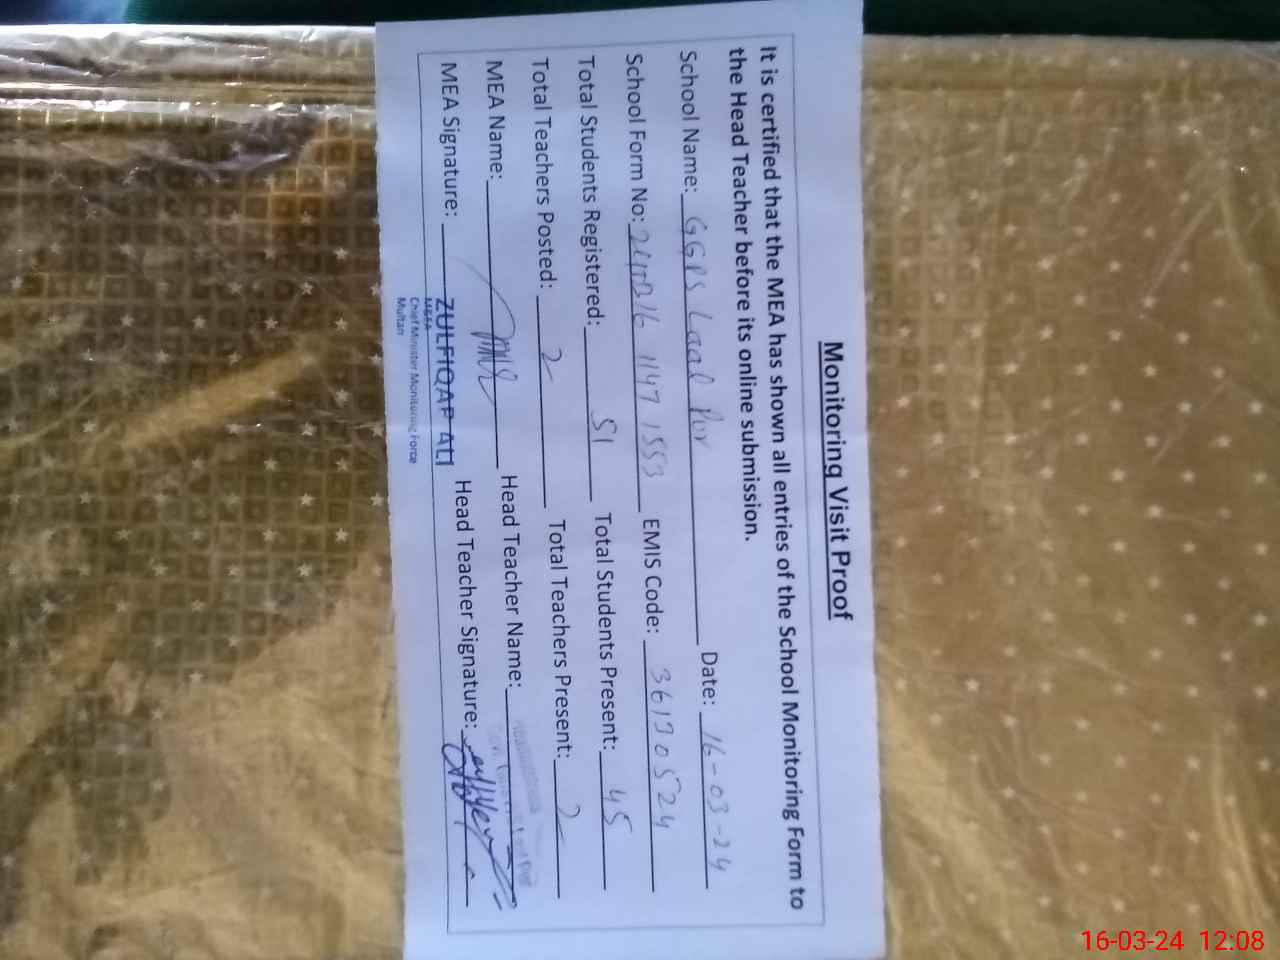 Monitoring Visit Proof
It is certified that the MEA has shown all entries of the School Monitoring Form to
the Head Teacher before its online submission.
School Name: GGPS Laal Pur Date: 16-03-24
School Form No: 240216 1147 1553 EMIS Code: 36130524
Total Students Registered: 51 Total Students Present: 45
Total Teachers Posted: 2 Total Teachers Present: 2
MEA Name: Head Teacher Name:
MEA Signature: ZULFIQAR ALI Head Teacher Signature:
M&EA
Chief Minister Monitoring Force
Multan
16-03-24 12:08